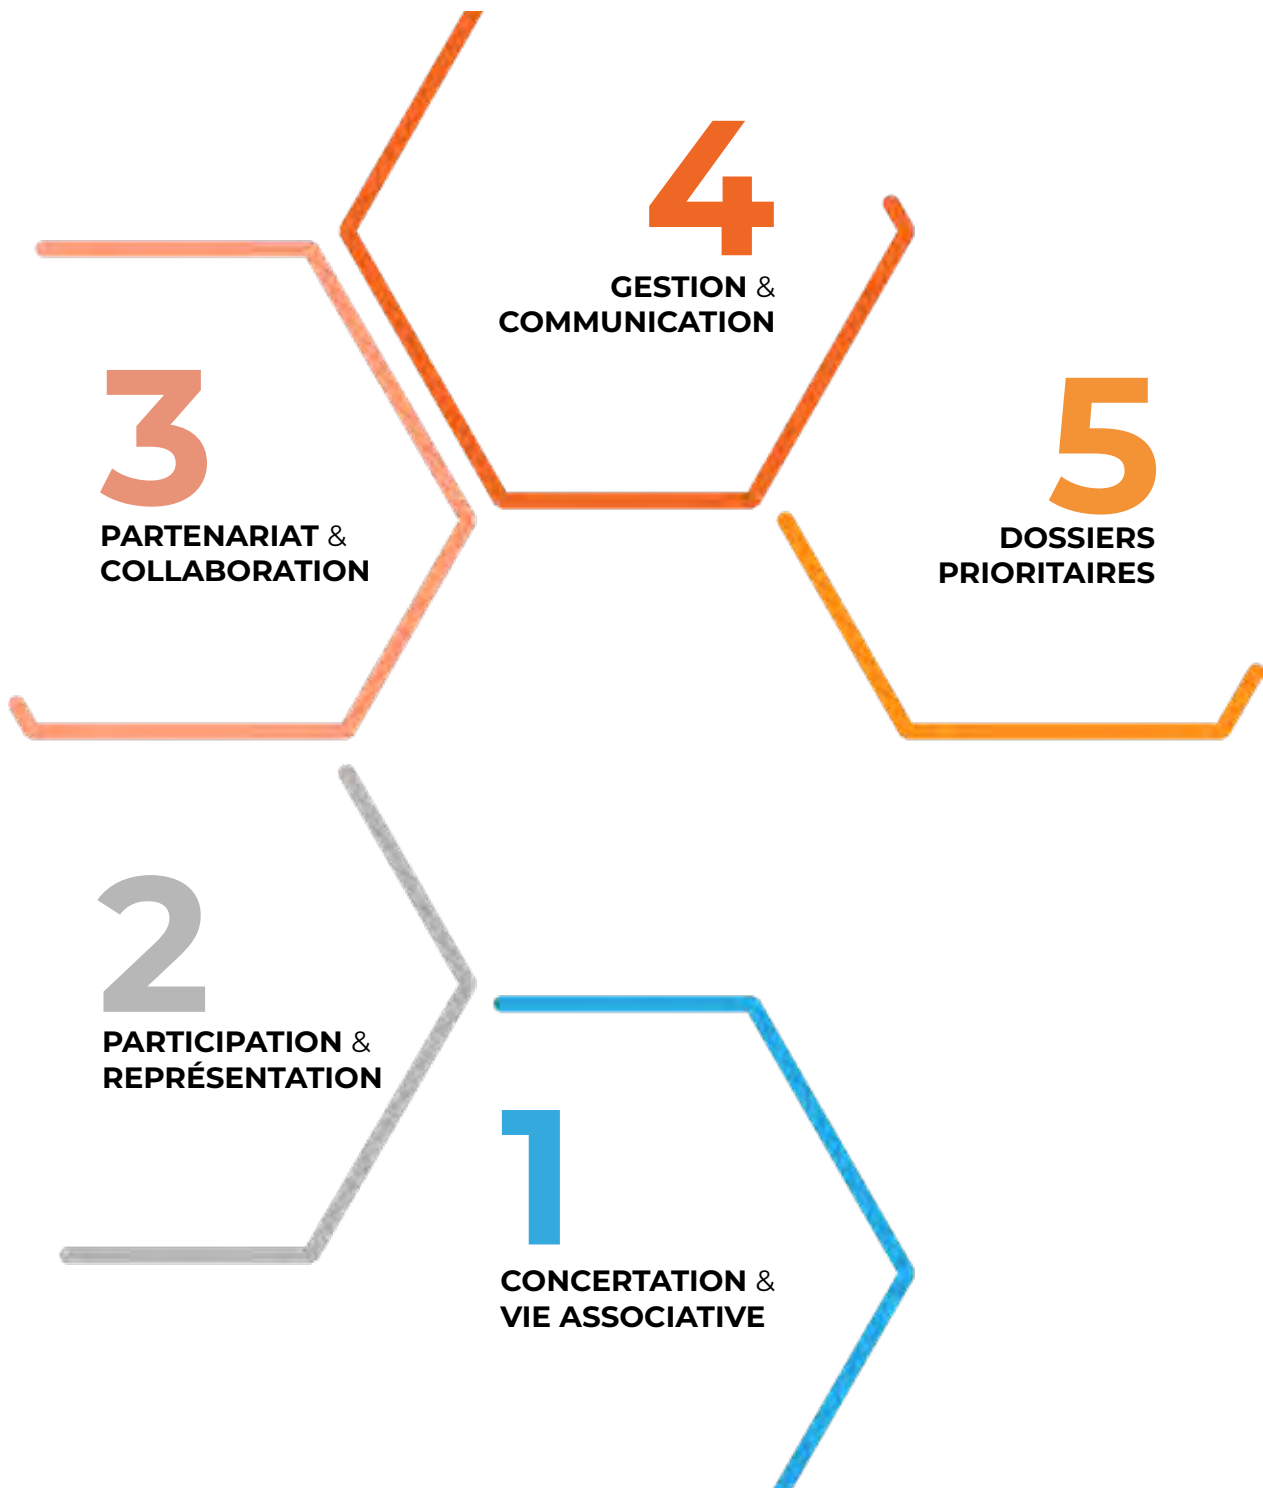 4
GESTION &
COMMUNICATION
3
PARTENARIAT &
COLLABORATION
5
DOSSIERS
PRIORITAIRES
2
PARTICIPATION &
REPRÉSENTATION
1
CONCERTATION &
VIE ASSOCIATIVE